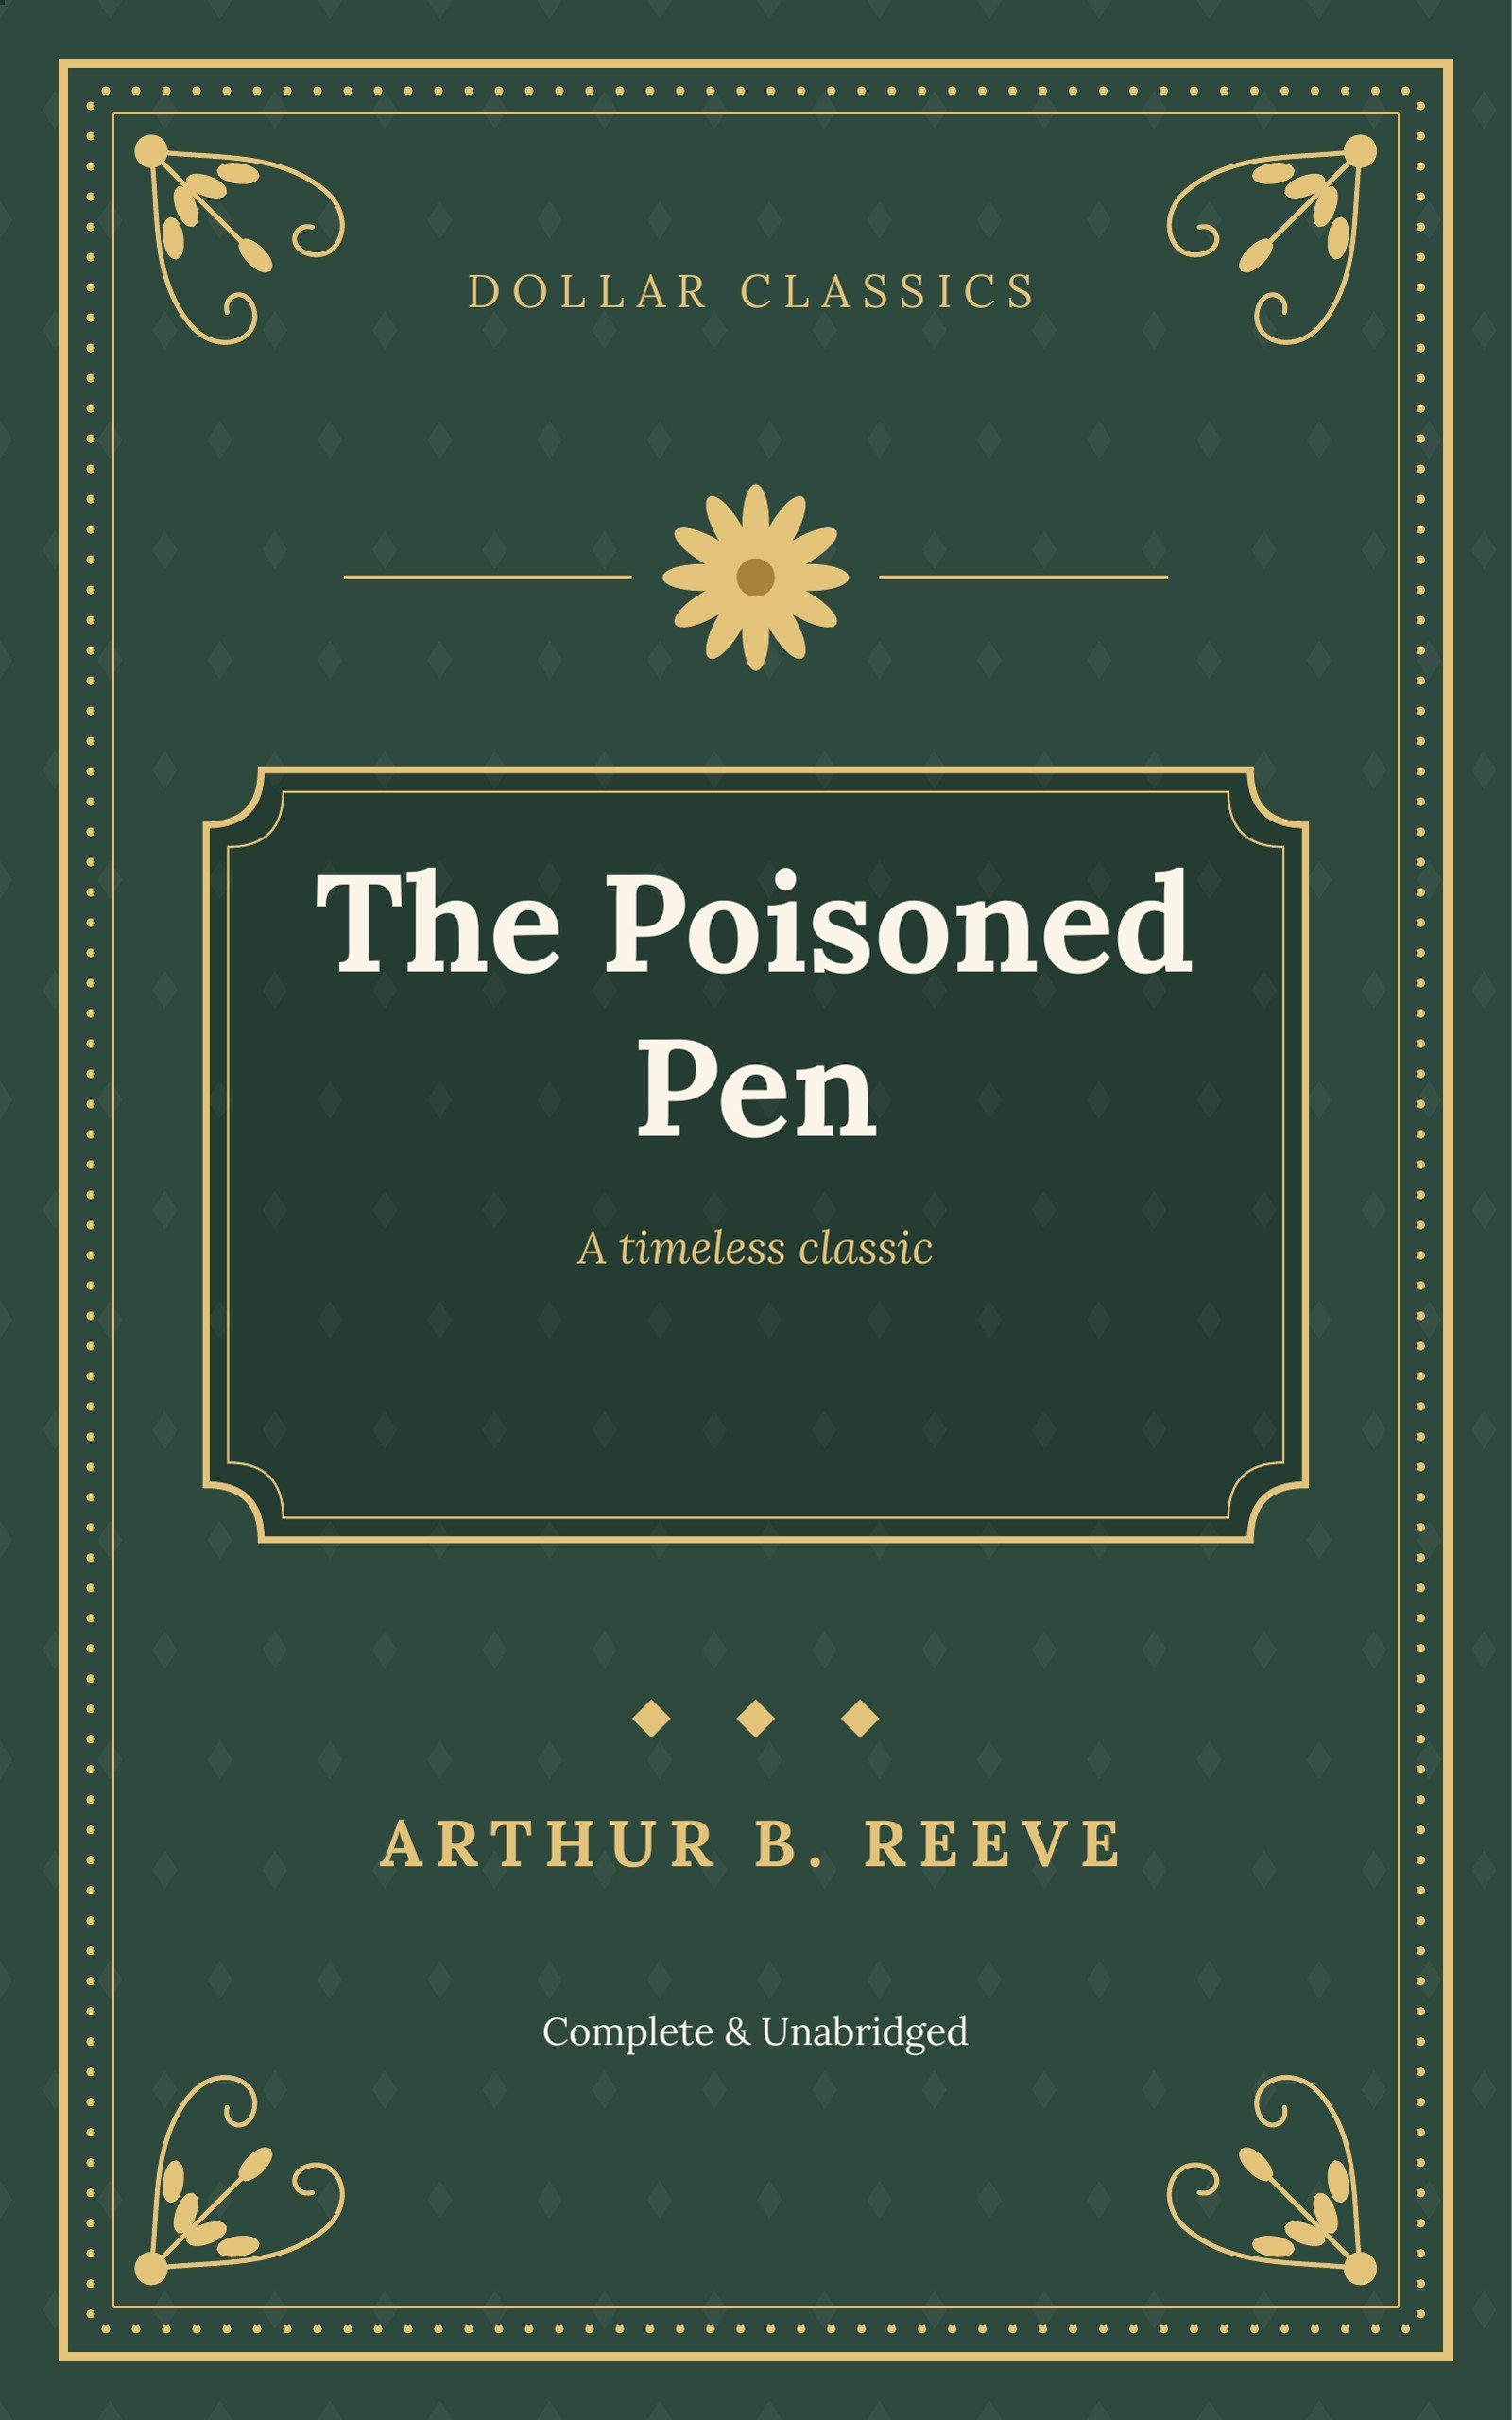 DOLLAR CLASSICS
The Poisoned
Pen
A timeless classic
ARTHUR B. REEVE
Complete & Unabridged